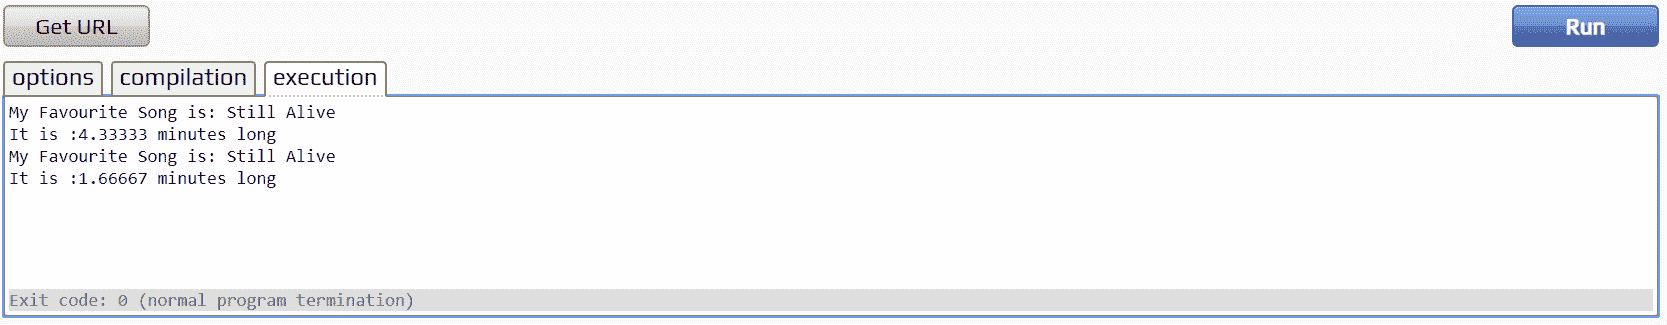 Get URL
Run
options
compilation
execution
My Favourite Song is: Still Alive
It is :4.33333 minutes long
My Favourite Song is: Still Alive
It is :1.66667 minutes long
Exit code: 0 (normal program termination)